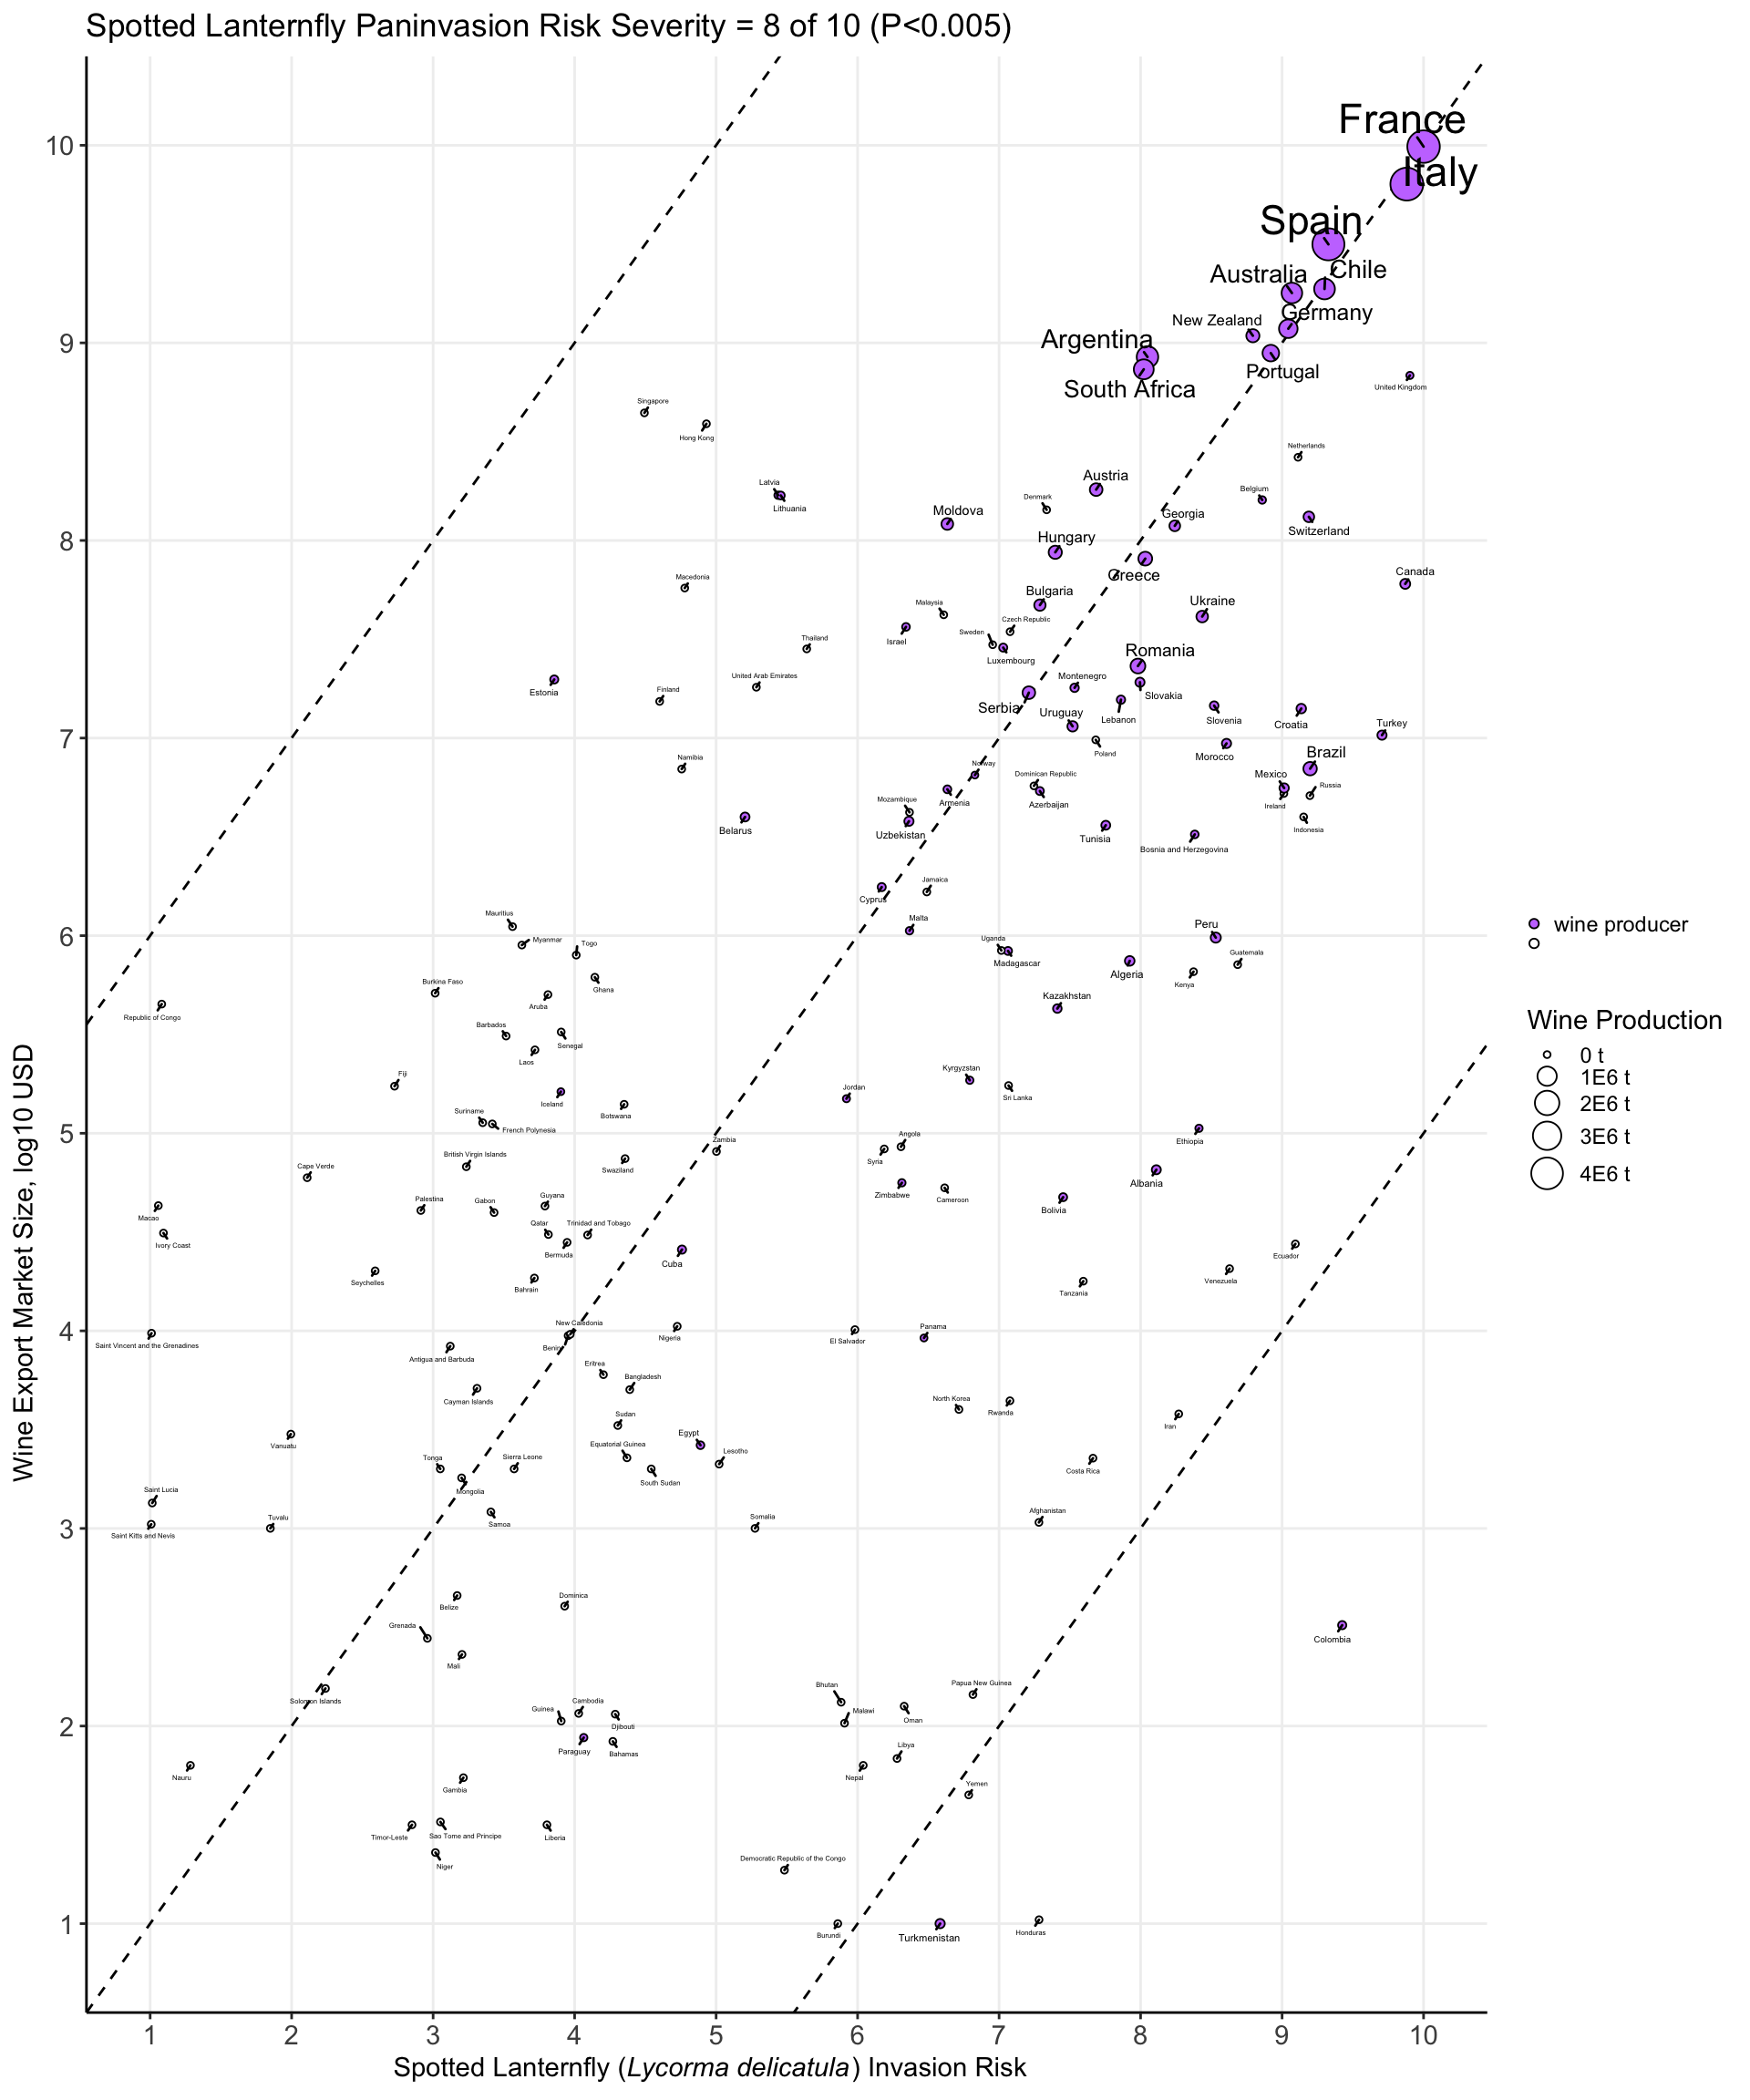 Spotted Lanternfly Paninvasion Risk Severity = 8 of 10 (P<0.005)
France
10
Italy
Spain
Chile
Australia
Germany
New Zealand
9
Argentina
Portugal
United Kingdom
South Africa
Singapore
Hong Kong
Netherlands
Austria
Latvia
Belgium
Denmark
Lithuania
Moldova
Georgia
Switzerland
Hungary
8
Greece
Canada
Macedonia
Bulgaria
Malaysia
Ukraine
Czech Republic
Sweden
Israel
Thailand
Romania
Luxembourg
United Arab Emirates
Montenegro
Estonia
Finland
Slovakia
Serbia
Uruguay
Lebanon
Slovenia
Croatia
Turkey
7
Poland
Morocco
Brazil
Namibia
Norway
Dominican Republic
Mexico
Russia
Mozambique
Armenia
Azerbaijan
Ireland
Belarus
Uzbekistan
Tunisia
Indonesia
Bosnia and Herzegovina
Jamaica
Cyprus
Mauritius
Malta
Peru
wine producer
6
Myanmar
Togo
Uganda
Madagascar
Guatemala
Burkina Faso
Ghana
Algeria
Kenya
Aruba
Kazakhstan
Republic of Congo
Wine Production
Barbados
Senegal
0 t
Laos
Kyrgyzstan
Fiji
1E6 t
Jordan
Iceland
Sri Lanka
2E6 t
Suriname
Botswana
French Polynesia
3E6 t
5
Zambia
Angola
Ethiopia
British Virgin Islands
Syria
Cape Verde
Swaziland
4E6 t
Albania
Palestina
Gabon
Guyana
Zimbabwe
Cameroon
Bolivia
Macao
Qatar
Trinidad and Tobago
Ivory Coast
Bermuda
Ecuador
Cuba
Seychelles
Bahrain
Tanzania
Venezuela
New Caledonia
Panama
4
Saint Vincent and the Grenadines
Benin
Nigeria
El Salvador
Antigua and Barbuda
Eritrea
Bangladesh
Cayman Islands
North Korea
Rwanda
Sudan
Iran
Vanuatu
Equatorial Guinea
Egypt
Lesotho
Tonga
Sierra Leone
Costa Rica
South Sudan
Mongolia
Saint Lucia
Afghanistan
Tuvalu
Samoa
Somalia
3
Saint Kitts and Nevis
Belize
Dominica
Grenada
Colombia
Mali
Solomon Islands
Bhutan
Papua New Guinea
Guinea
Cambodia
Malawi
Oman
2
Djibouti
Paraguay
Bahamas
Libya
Nauru
Nepal
Gambia
Yemen
Timor-Leste
Sao Tome and Principe
Liberia
Niger
Democratic Republic of the Congo
1
Burundi
Turkmenistan
Honduras
Wine Export Market Size, log10 USD
1 2 3 4 5 6 7 8 9 10
Spotted Lanternfly (Lycorma delicatula) Invasion Risk